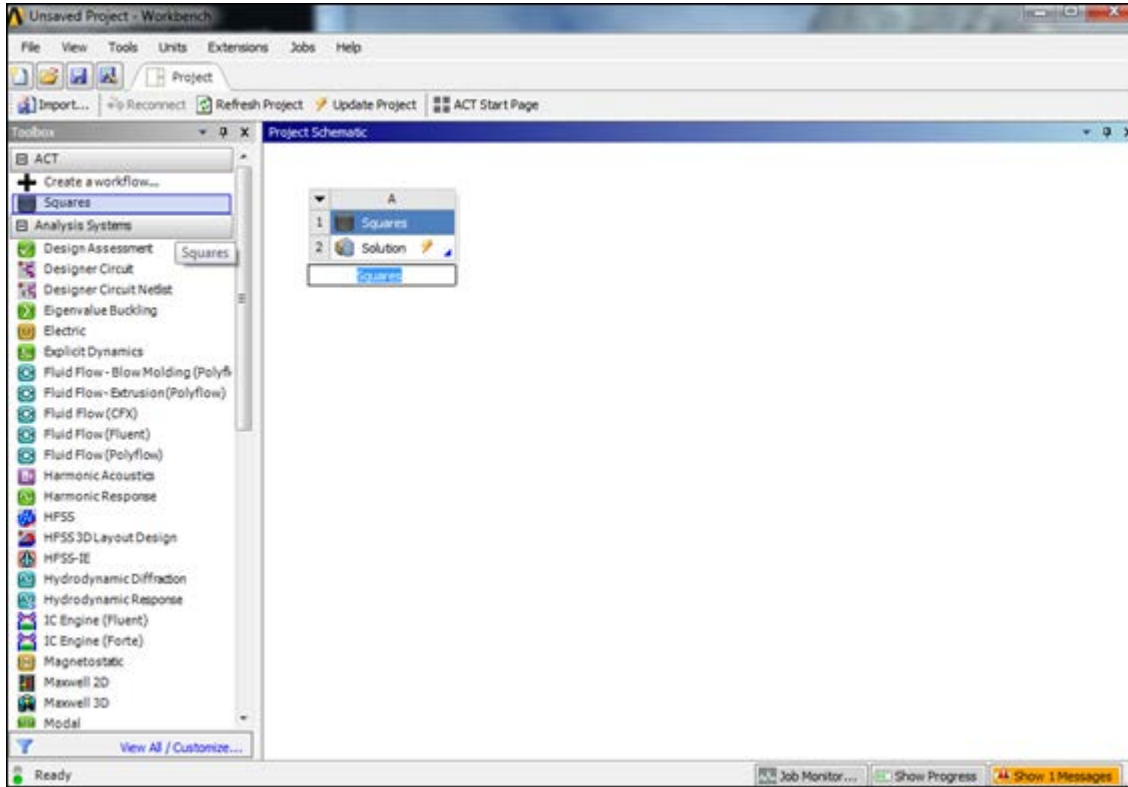 Unsaved Project - Workbench
File View Tools Units Extensions Jobs Help
Project
Import... Reconnect Refresh Project Update Project ACT Start Page
Toolbox
Project Schematic
ACT
Create a workflow...
Squares
Analysis Systems
Design Assessment
Squares
Designer Circuit
Designer Circuit Netlist
Eigenvalue Buckling
Electric
Explicit Dynamics
Fluid Flow - Blow Molding (Polyfl
Fluid Flow - Extrusion (Polyflow)
Fluid Flow (CFX)
Fluid Flow (Fluent)
Fluid Flow (Polyflow)
Harmonic Acoustics
Harmonic Response
HFSS
HFSS 3D Layout Design
HFSS-IE
Hydrodynamic Diffraction
Hydrodynamic Response
IC Engine (Fluent)
IC Engine (Forte)
Magnetostatic
Maxwell 2D
Maxwell 3D
Modal
View All / Customize...
A
1 Squares
2 Solution
Squares
Ready
Job Monitor... Show Progress Show 1 Messages